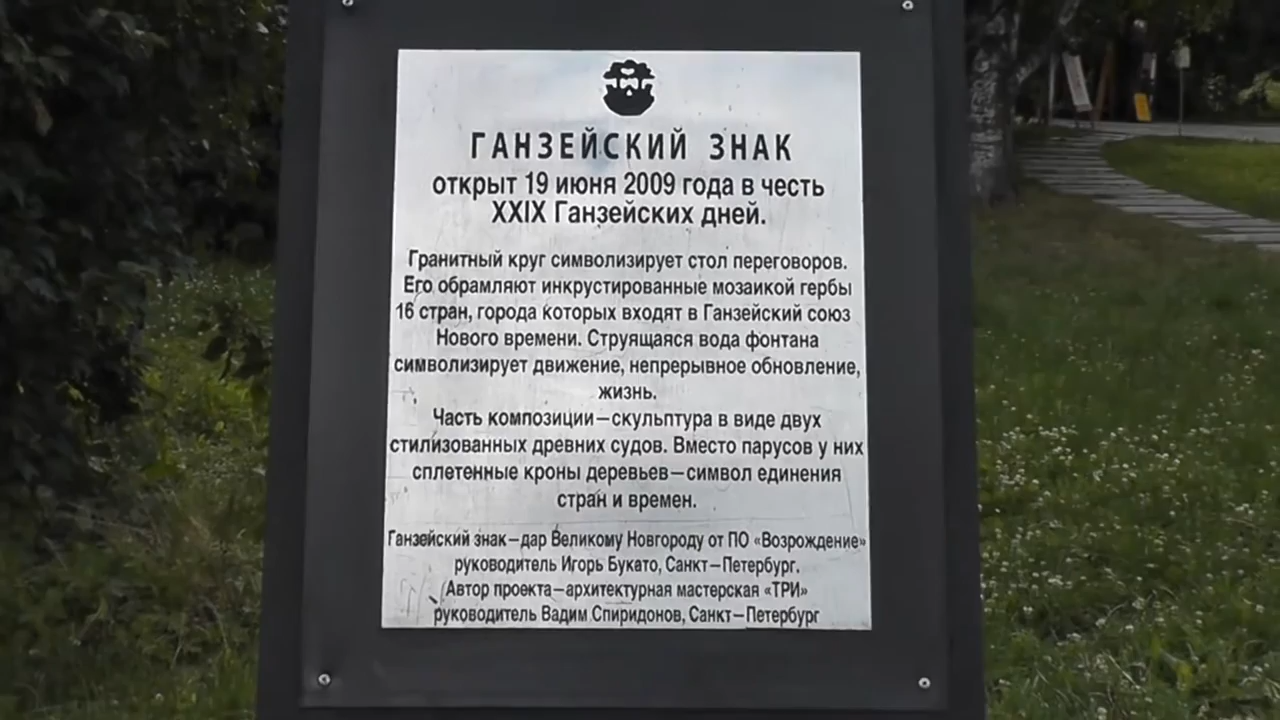 ГАНЗЕЙСКИЙ ЗНАК
открыт 19 июня 2009 года в честь
XXIX Ганзейских дней.
Гранитный круг символизирует стол переговоров.
Его обрамляют инкрустированные мозаикой гербы
16 стран, города которых входят в Ганзейский союз
Нового времени. Струящаяся вода фонтана
символизирует движение, непрерывное обновление,
жизнь.
Часть композиции – скульптура в виде двух
стилизованных древних судов. Вместо парусов у них
сплетенные кроны деревьев – символ единения
стран и времен.
Ганзейский знак – дар Великому Новгороду от ПО «Возрождение»
руководитель Игорь Букато, Санкт – Петербург.
Автор проекта – архитектурная мастерская «ТРИ»
руководитель Вадим Спиридонов, Санкт – Петербург